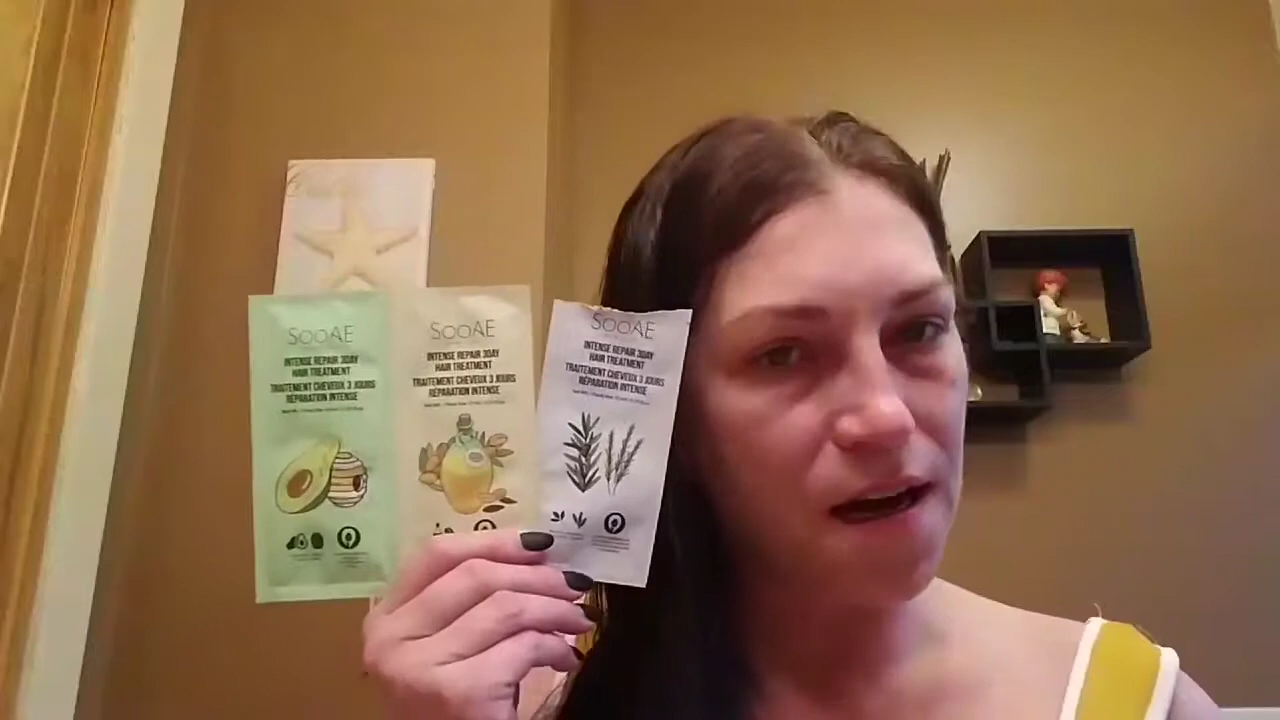 SOOAE
INTENSE REPAIR 3DAY
HAIR TREATMENT
TRAITEMENT CHEVEUX 3 JOURS
RÉPARATION INTENSE
SOOAE
INTENSE REPAIR 3DAY
HAIR TREATMENT
TRAITEMENT CHEVEUX 3 JOURS
RÉPARATION INTENSE
SOOAE
INTENSE REPAIR 3DAY
HAIR TREATMENT
TRAITEMENT CHEVEUX 3 JOURS
RÉPARATION INTENSE